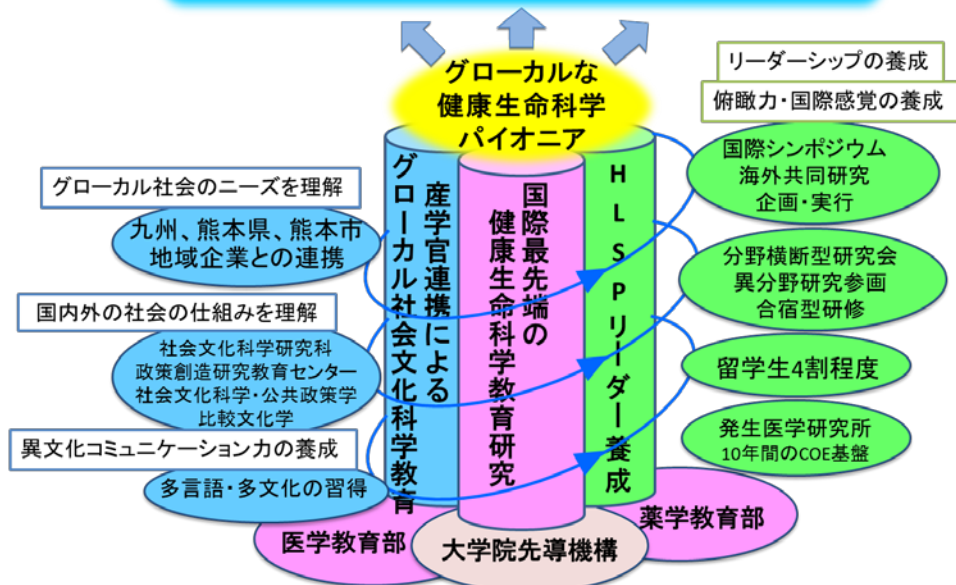 グローカルな
健康生命科学
パイオニア
リーダーシップの養成
俯瞰力・国際感覚の養成
グローカル社会のニーズを理解
九州、熊本県、熊本市
地域企業との連携
国内外の社会の仕組みを理解
社会文化科学研究科
政策創造研究教育センター
社会文化科学・公共政策学
比較文化学
異文化コミュニケーション力の養成
多言語・多文化の習得
産学官連携による
グローカル社会文化科学教育
国際最先端の
健康生命科学教育研究
HLSPリーダー養成
国際シンポジウム
海外共同研究
企画・実行
分野横断型研究会
異分野研究参画
合宿型研修
留学生4割程度
発生医学研究所
10年間のCOE基盤
医学教育部
大学院先導機構
薬学教育部